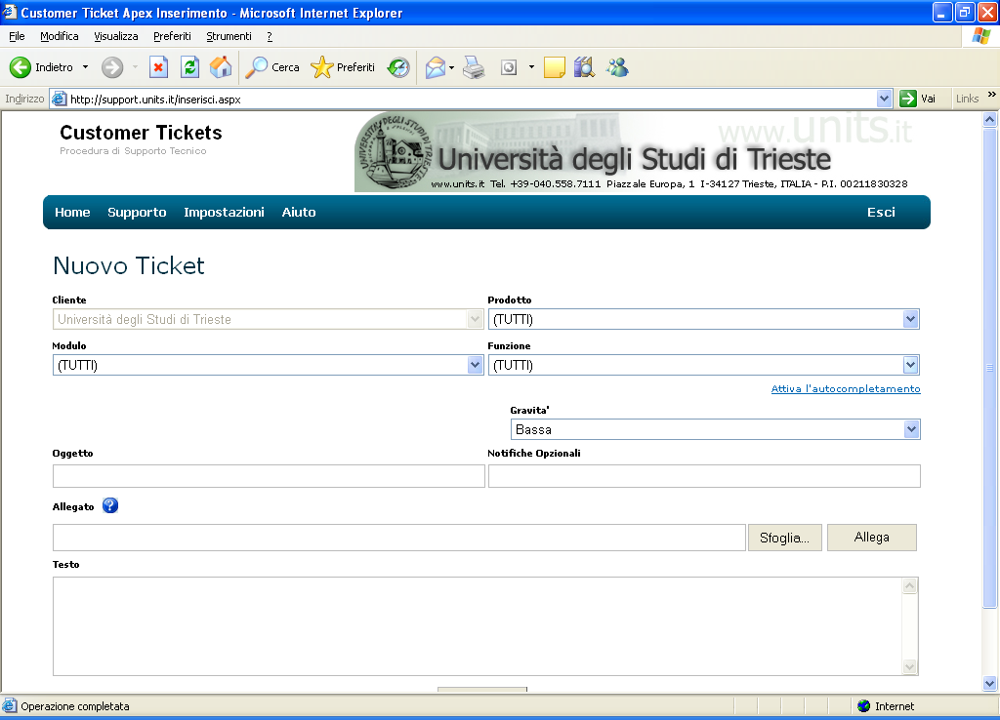 Customer Ticket Apex Inserimento - Microsoft Internet Explorer
File Modifica Visualizza Preferiti Strumenti ?
Indietro Cerca Preferiti
Indirizzo http://support.units.it/inserisci.aspx Vai Links »
Customer Tickets
Procedura di Supporto Tecnico
www.units.it
Università degli Studi di Trieste
www.units.it Tel. +39-040.558.7111 Piazzale Europa, 1 I-34127 Trieste, ITALIA - P.I. 00211830328
Home Supporto Impostazioni Aiuto Esci
Nuovo Ticket
Cliente Prodotto
Università degli Studi di Trieste (TUTTI)
Modulo Funzione
(TUTTI) (TUTTI)
Attiva l'autocompletamento
Gravita'
Bassa
Oggetto Notifiche Opzionali
Allegato ?
Sfoglia... Allega
Testo
Operazione completata Internet